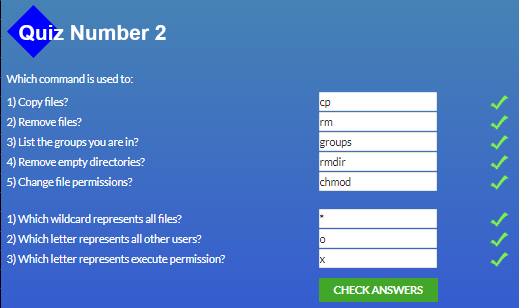 Quiz Number 2
Which command is used to:
1) Copy files? cp
2) Remove files? rm
3) List the groups you are in? groups
4) Remove empty directories? rmdir
5) Change file permissions? chmod
1) Which wildcard represents all files? *
2) Which letter represents all other users? o
3) Which letter represents execute permission? x
CHECK ANSWERS